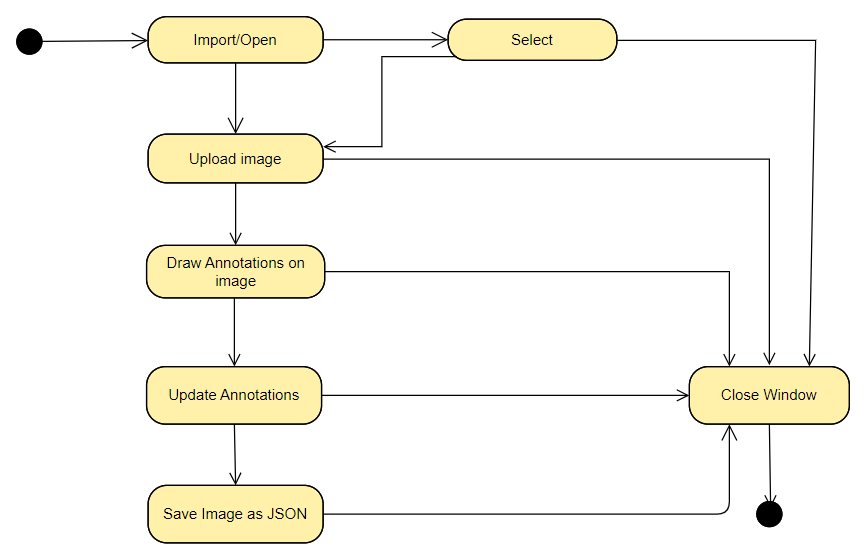 Import/Open
Select
Upload image
Draw Annotations on
image
Update Annotations
Close Window
Save Image as JSON